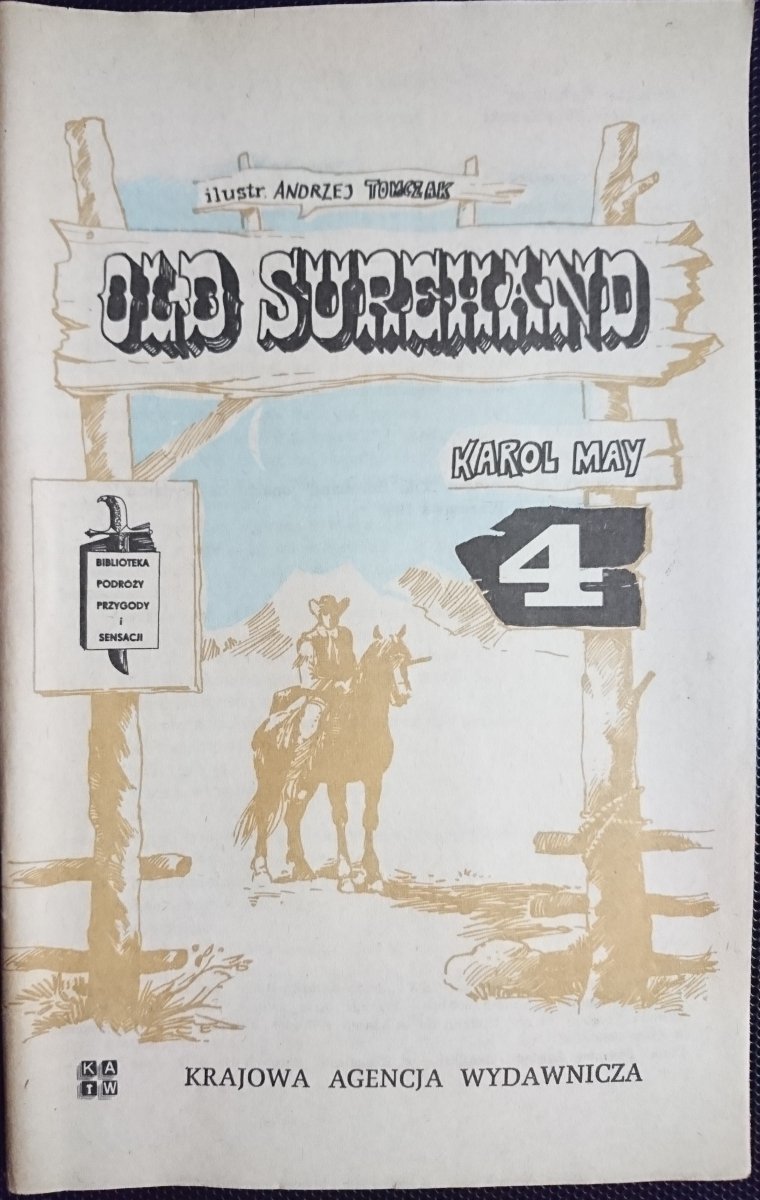 ilustr. ANDRZEJ TOMCZAK
OLD SUREHAND
KAROL MAY
4
BIBLIOTEKA
PODRÓŻY
PRZYGODY
i
SENSACJI
KRAJOWA AGENCJA WYDAWNICZA